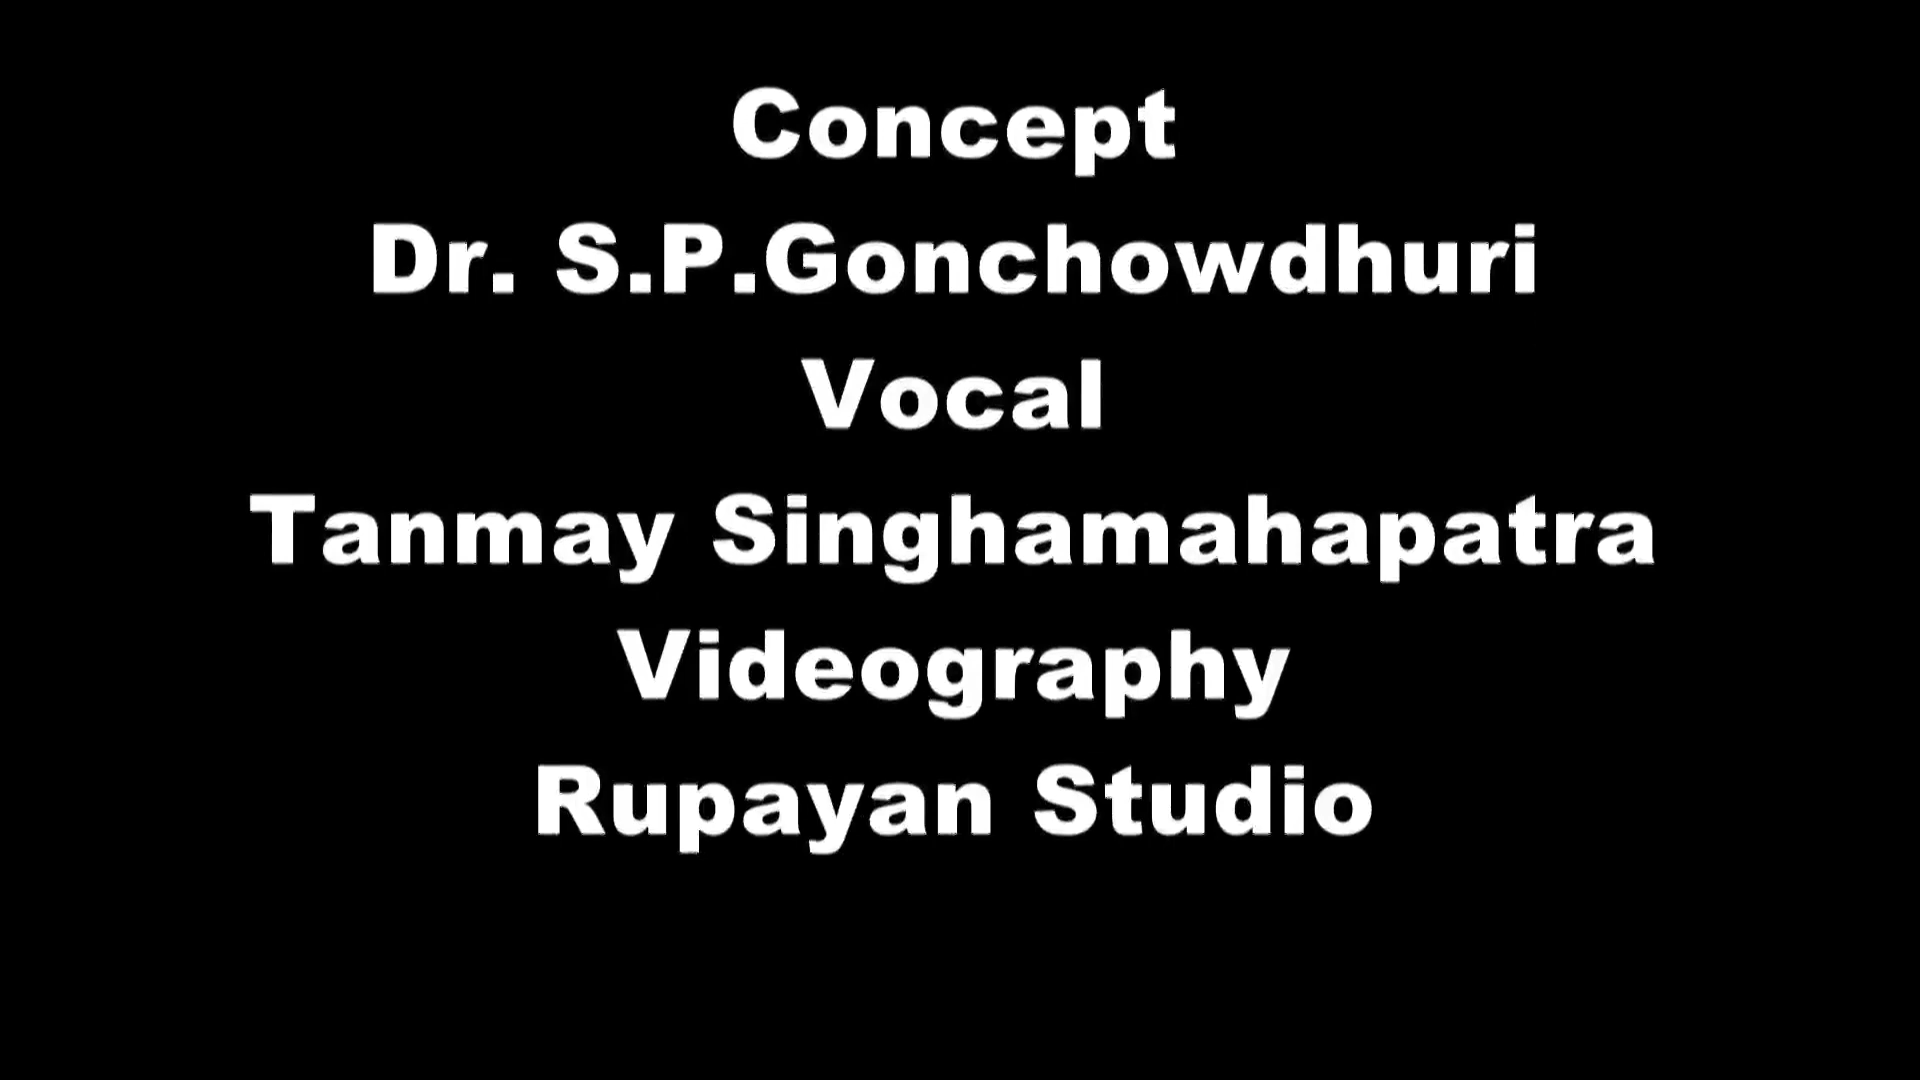 Concept
Dr. S.P.Gonchowdhuri
Vocal
Tanmay Singhamahapatra
Videography
Rupayan Studio